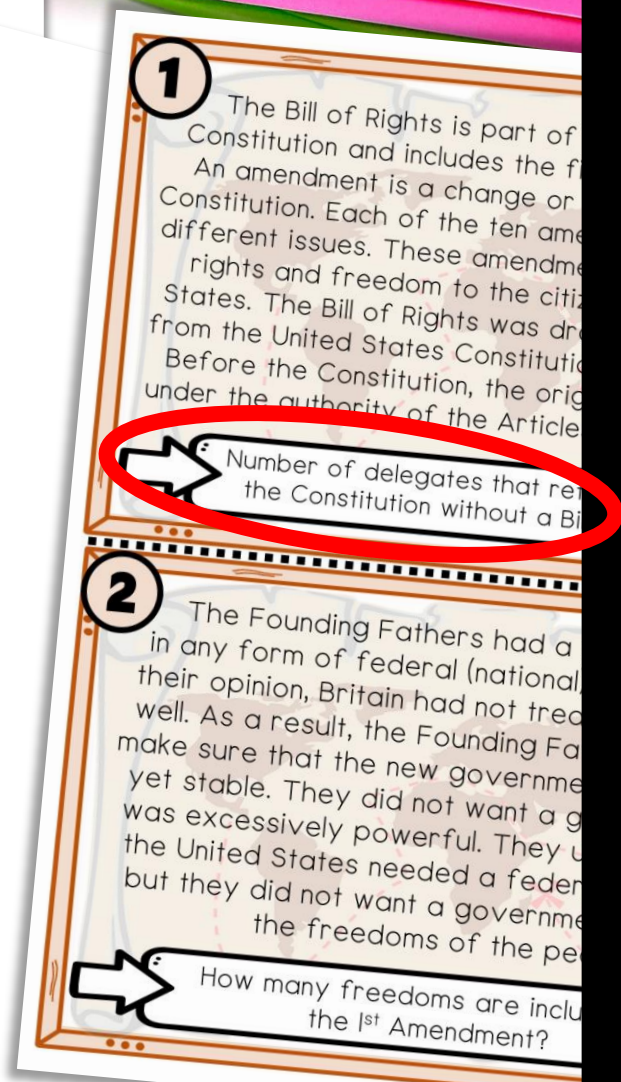 1
The Bill of Rights is part of
Constitution and includes the
An amendment is a change or
Constitution. Each of the ten
different issues. These
rights and freedom to the
States. The Bill of Rights was
from the United States
Before the Constitution, the
under the authority of the
Number of delegates that
the Constitution without a
2
The Founding Fathers had a
in any form of federal (national
their opinion, Britain had not
well. As a result, the Founding
make sure that the new
yet stable. They did not want a
was excessively powerful. They
the United States needed a
but they did not want a
the freedoms of the
How many freedoms are
the 1st Amendment?